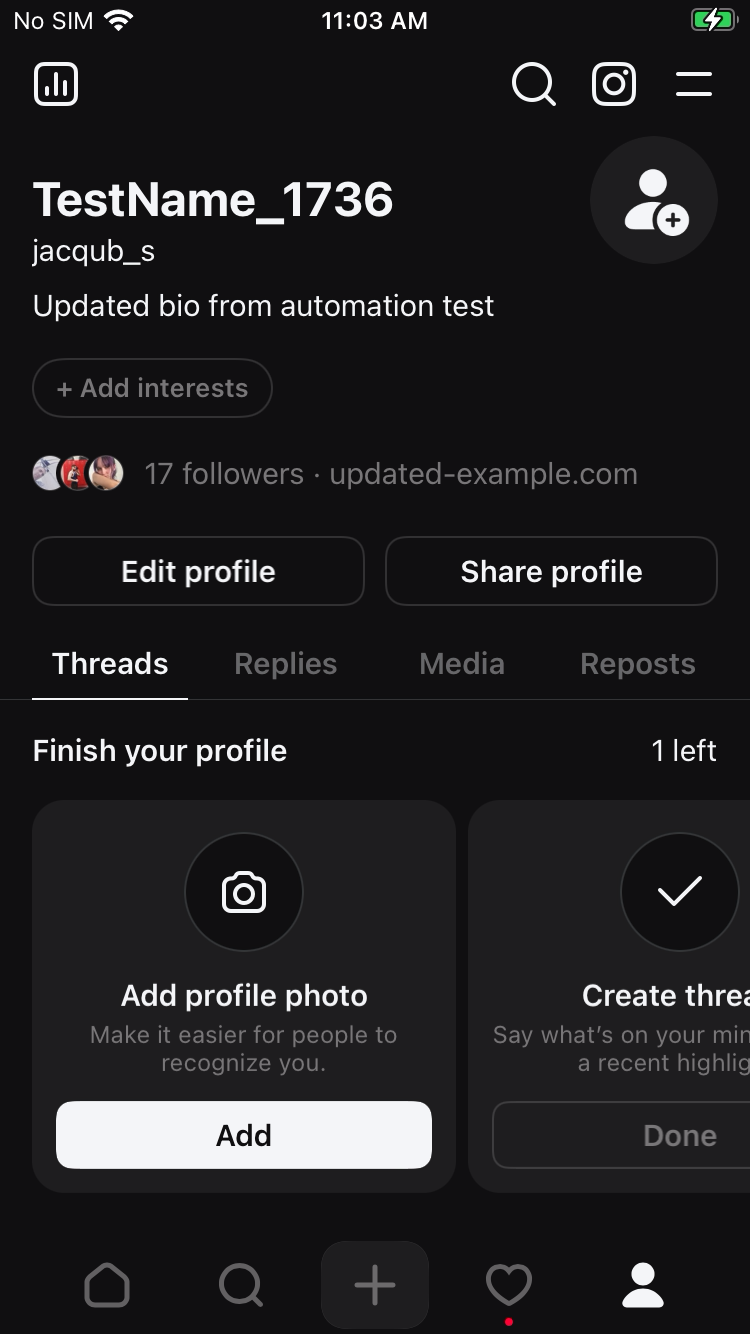 No SIM 11:03 AM
TestName_1736
jacqub_s
Updated bio from automation test
+ Add interests
17 followers · updated-example.com
Edit profile Share profile
Threads Replies Media Reposts
Finish your profile 1 left
Add profile photo
Make it easier for people to
recognize you.
Add
Create threa
Say what’s on your min
a recent highlig
Done